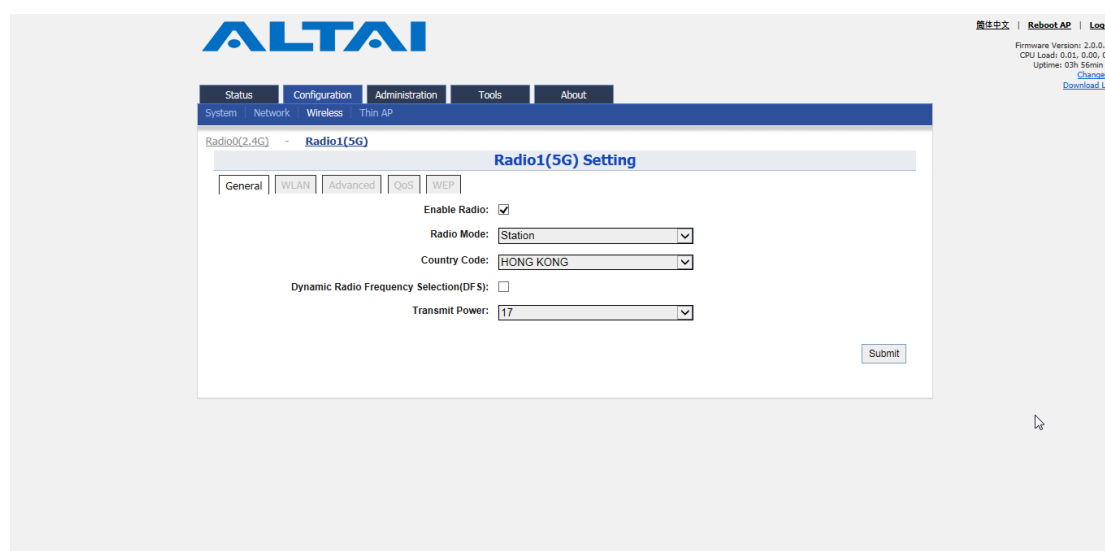 ALTAI
簡体中文 | Reboot AP | Log
Firmware Version: 2.0.0.
CPU Load: 0.01, 0.00, 0
Uptime: 03h 56min
Change
Download L
Status Configuration Administration Tools About
System Network Wireless Thin AP
Radio0(2.4G) - Radio1(5G)
Radio1(5G) Setting
General WLAN Advanced QoS WEP
Enable Radio:
Radio Mode: Station
Country Code: HONG KONG
Dynamic Radio Frequency Selection(DFS):
Transmit Power: 17
Submit